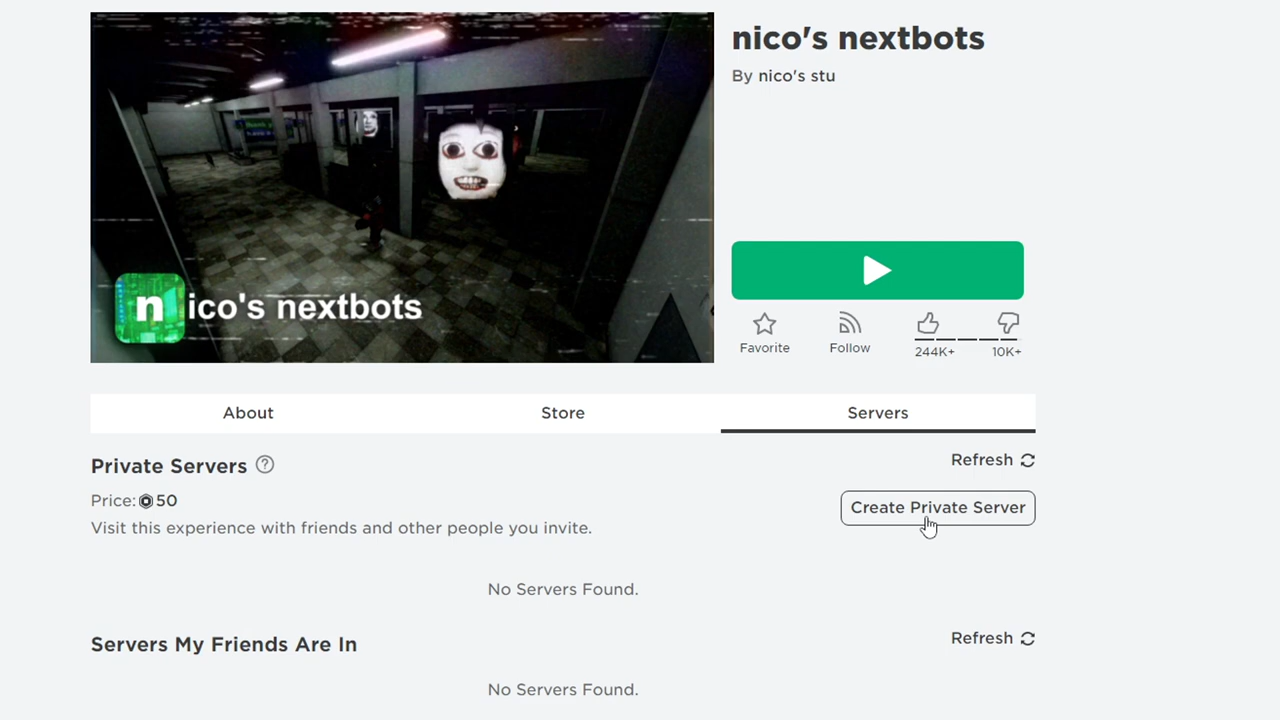 nico's nextbots
nico's nextbots
By nico's stu
Favorite
Follow
244K+
10K+
About
Store
Servers
Private Servers ?
Refresh
Price: 50
Create Private Server
Visit this experience with friends and other people you invite.
No Servers Found.
Servers My Friends Are In
Refresh
No Servers Found.